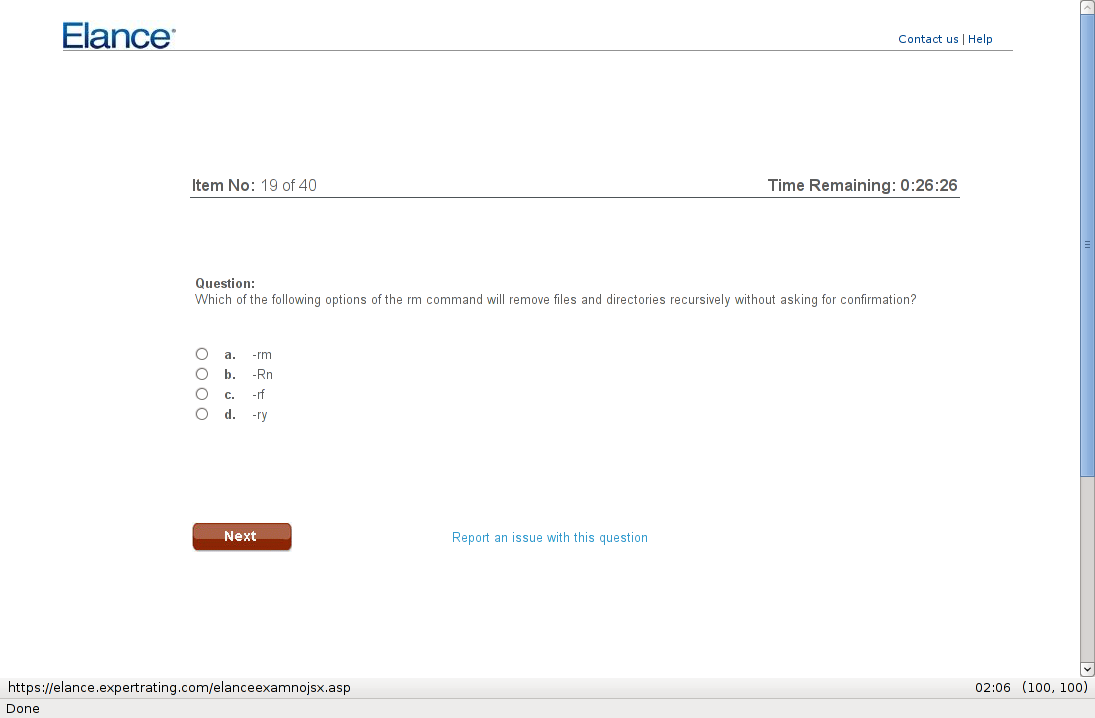 Elance®
Contact us | Help
Item No: 19 of 40
Time Remaining: 0:26:26
Question:
Which of the following options of the rm command will remove files and directories recursively without asking for confirmation?
a. -rm
b. -Rn
c. -rf
d. -ry
Next
Report an issue with this question
https://elance.expertrating.com/elanceexamnojsx.asp
02:06 (100, 100)
Done